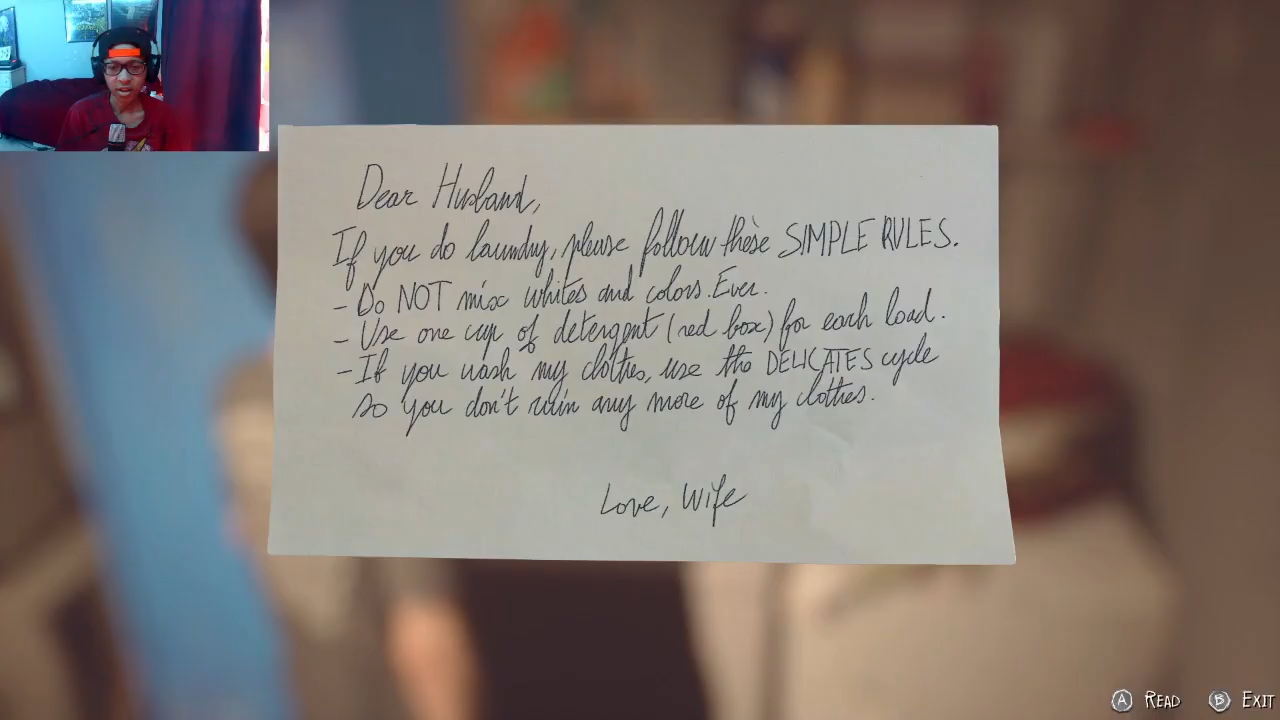 Dear Husband,
If you do laundry, please follow these SIMPLE RULES.
- Do NOT mix whites and colors. Ever.
- Use one cup of detergent (red box) for each load.
- If you wash my clothes, use the DELICATES cycle
so you don't ruin any more of my clothes.
Love, Wife
A READ B EXIT